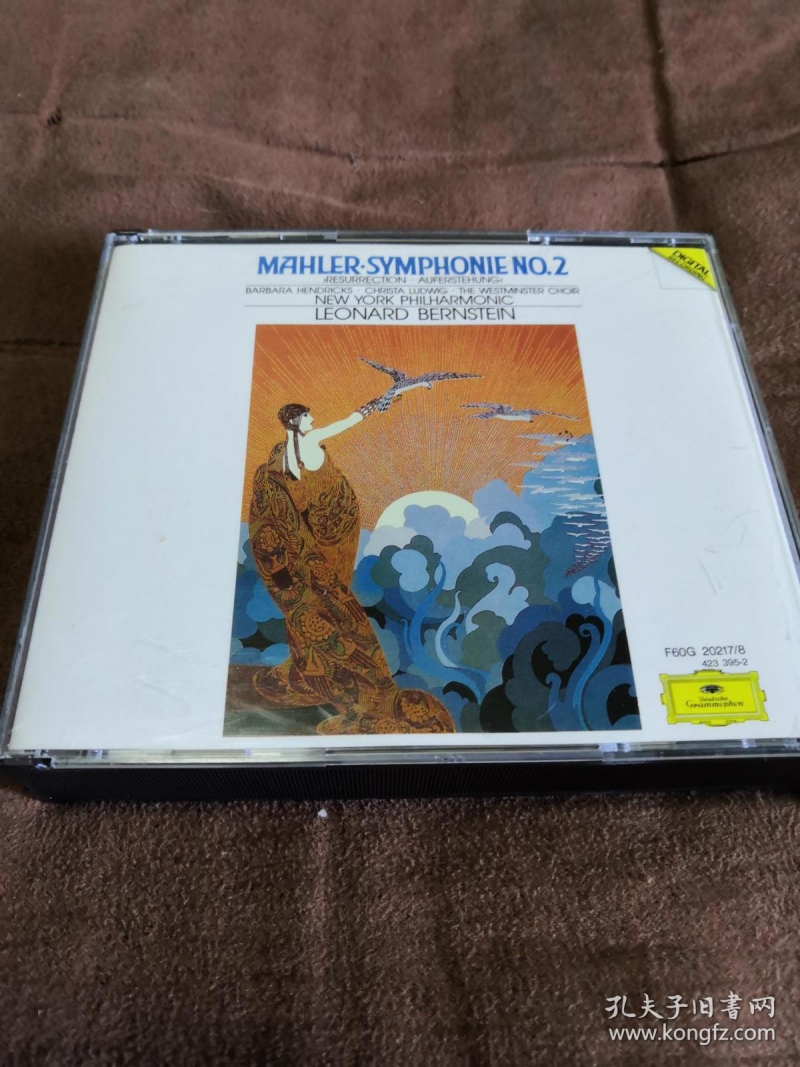 MAHLER·SYMPHONIE NO.2
»RESURRECTION · AUFERSTEHUNG«
BARBARA HENDRICKS · CHRISTA LUDWIG · THE WESTMINSTER CHOIR
NEW YORK PHILHARMONIC
LEONARD BERNSTEIN
DIGITAL
RECORDING
F60G 20217/8
423 395-2
Deutsche
Grammophon
孔夫子旧书网
www.kongfz.com